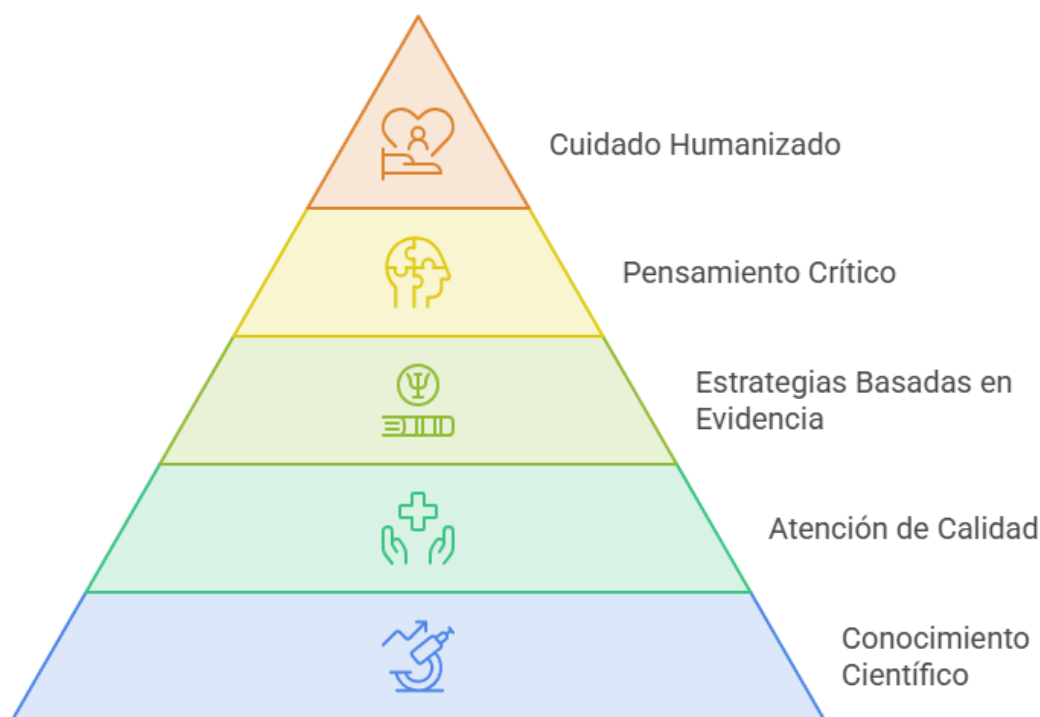 Cuidado Humanizado
Pensamiento Crítico
Estrategias Basadas en
Evidencia
Atención de Calidad
Conocimiento
Científico